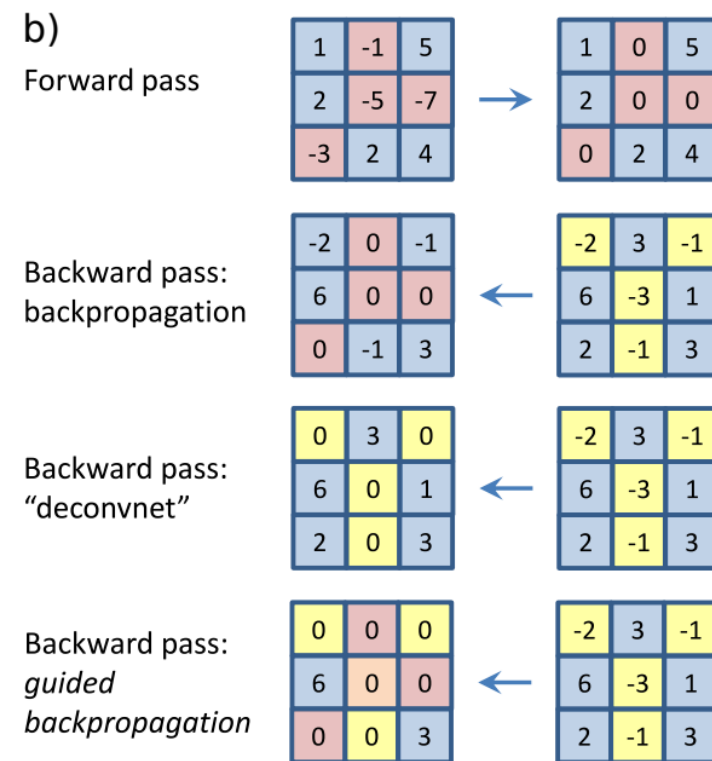 b)
Forward pass
1 -1 5 1 0 5
2 -5 -7 2 0 0
-3 2 4 0 2 4
Backward pass:
backpropagation
-2 0 -1 -2 3 -1
6 0 0 6 -3 1
0 -1 3 2 -1 3
Backward pass:
“deconvnet”
0 3 0 -2 3 -1
6 0 1 6 -3 1
2 0 3 2 -1 3
Backward pass:
guided
backpropagation
0 0 0 -2 3 -1
6 0 0 6 -3 1
0 0 3 2 -1 3